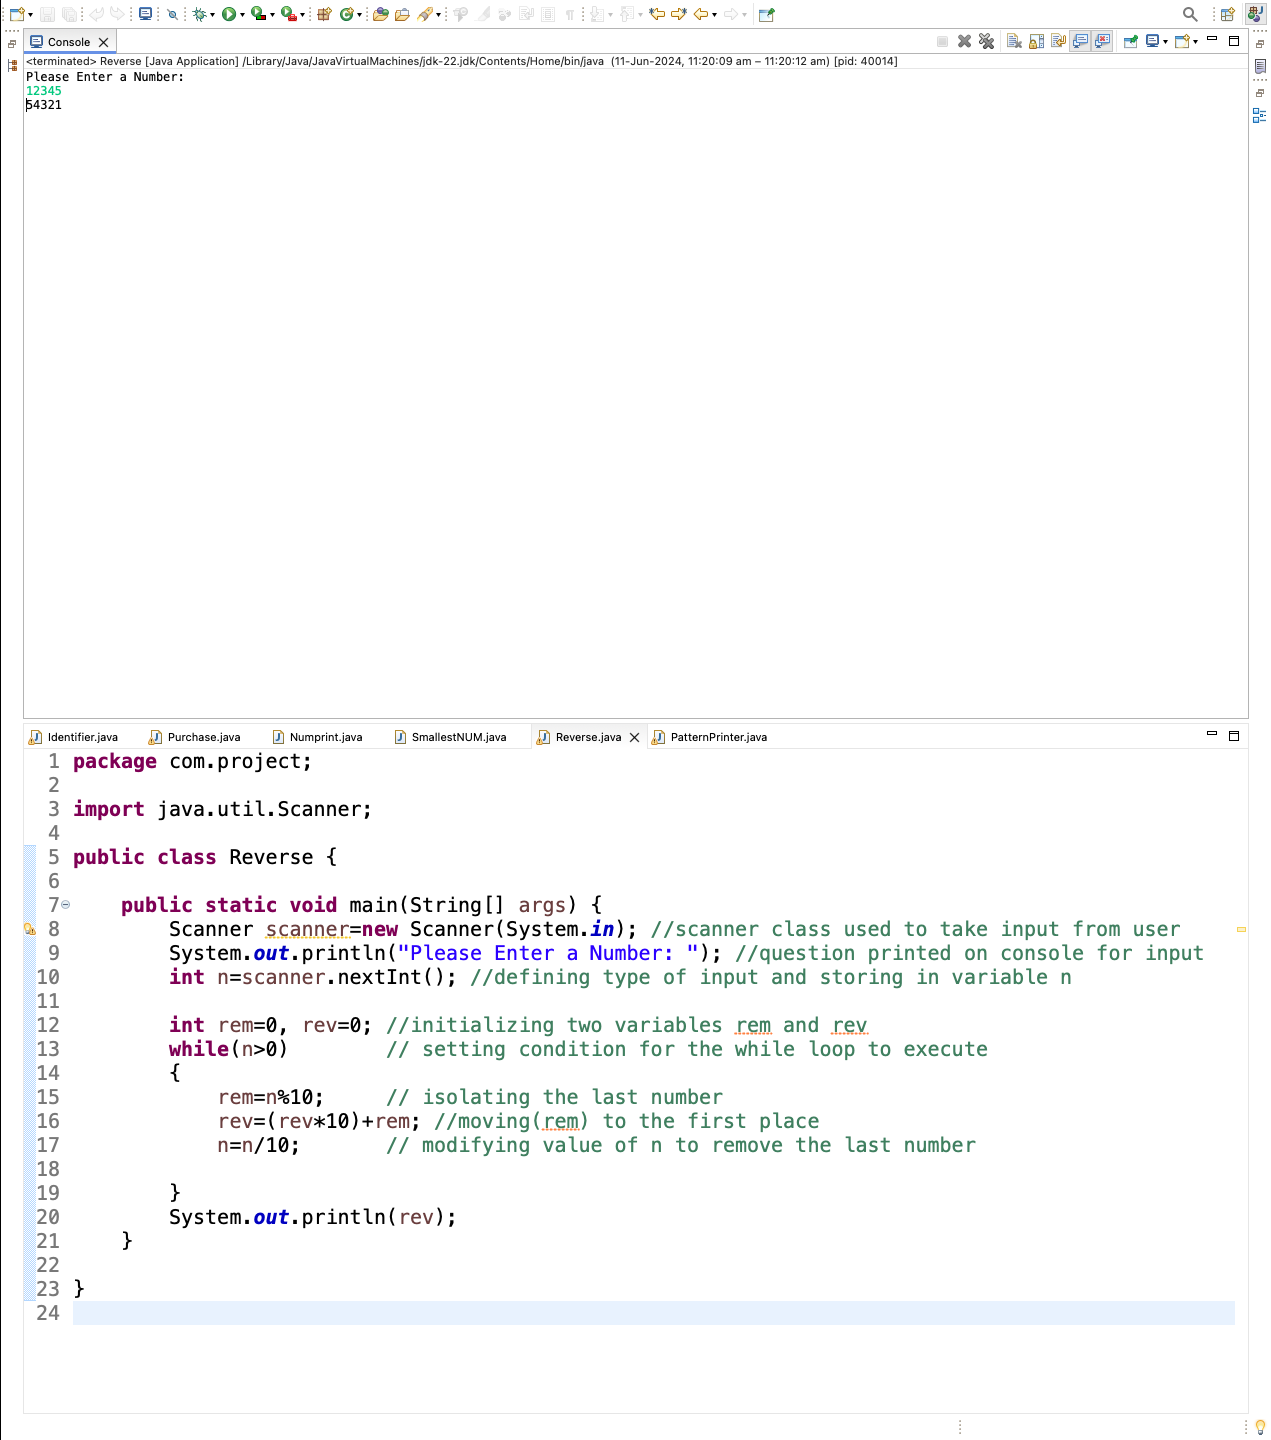 Console
<terminated> Reverse [Java Application] /Library/Java/JavaVirtualMachines/jdk-22.jdk/Contents/Home/bin/java  (11-Jun-2024, 11:20:09 am – 11:20:12 am) [pid: 40014]
Please Enter a Number:
12345
54321
Identifier.java Purchase.java Numprint.java SmallestNUM.java Reverse.java PatternPrinter.java
1 package com.project;
2
3 import java.util.Scanner;
4
5 public class Reverse {
6
7     public static void main(String[] args) {
8         Scanner scanner=new Scanner(System.in); //scanner class used to take input from user
9         System.out.println("Please Enter a Number: "); //question printed on console for input
10         int n=scanner.nextInt(); //defining type of input and storing in variable n
11
12         int rem=0, rev=0; //initializing two variables rem and rev
13         while(n>0)        // setting condition for the while loop to execute
14         {
15             rem=n%10;     // isolating the last number
16             rev=(rev*10)+rem; //moving(rem) to the first place
17             n=n/10;       // modifying value of n to remove the last number
18
19         }
20         System.out.println(rev);
21     }
22
23 }
24